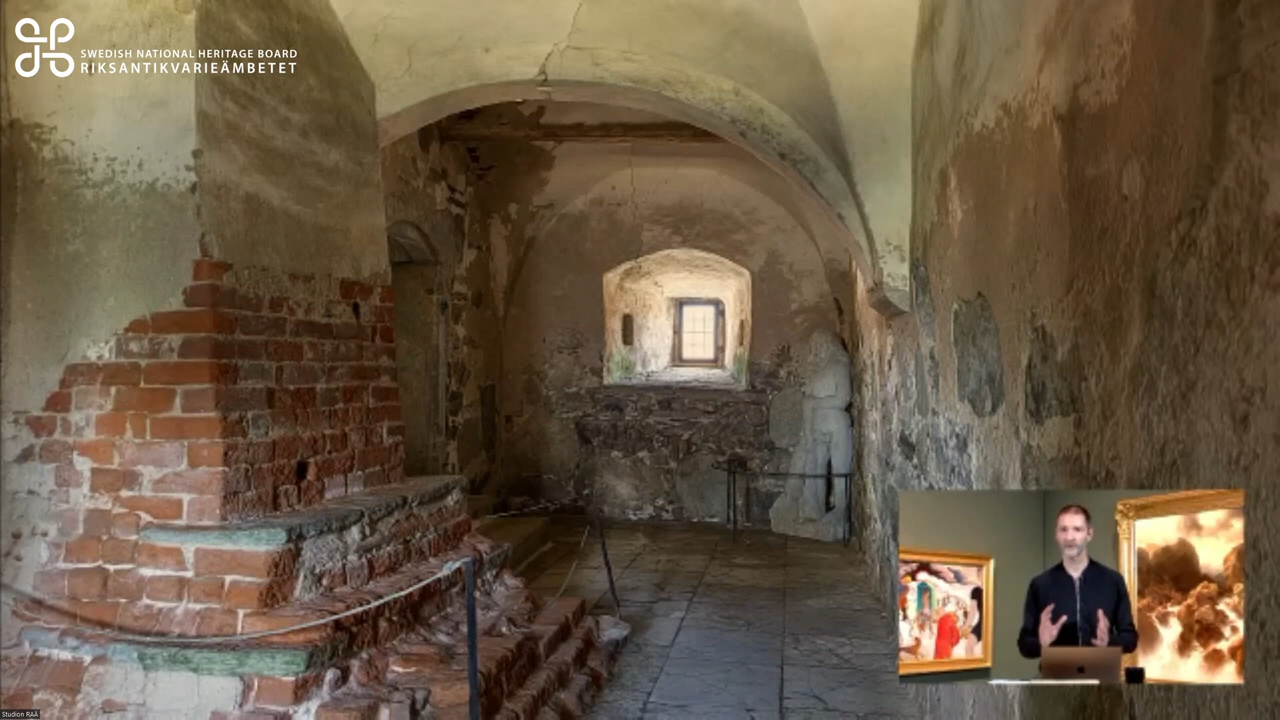 SWEDISH NATIONAL HERITAGE BOARD
RIKSANTIKVARIEÄMBETET
Studion RAÄ